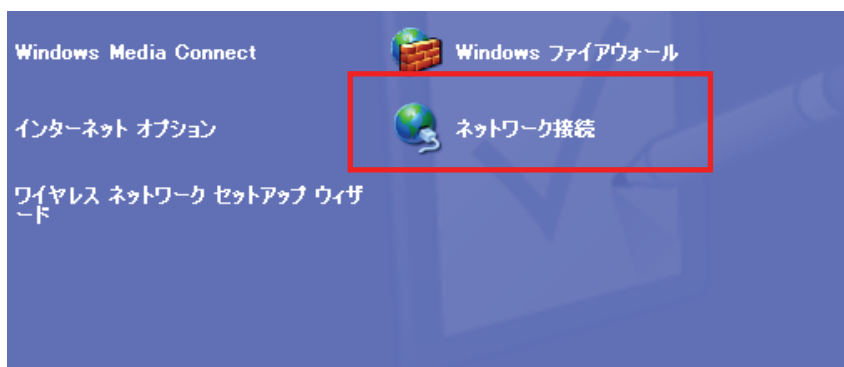 Windows Media Connect
Windows ファイアウォール
インターネット オプション
ネットワーク接続
ワイヤレス ネットワーク セットアップ ウィザ
ード